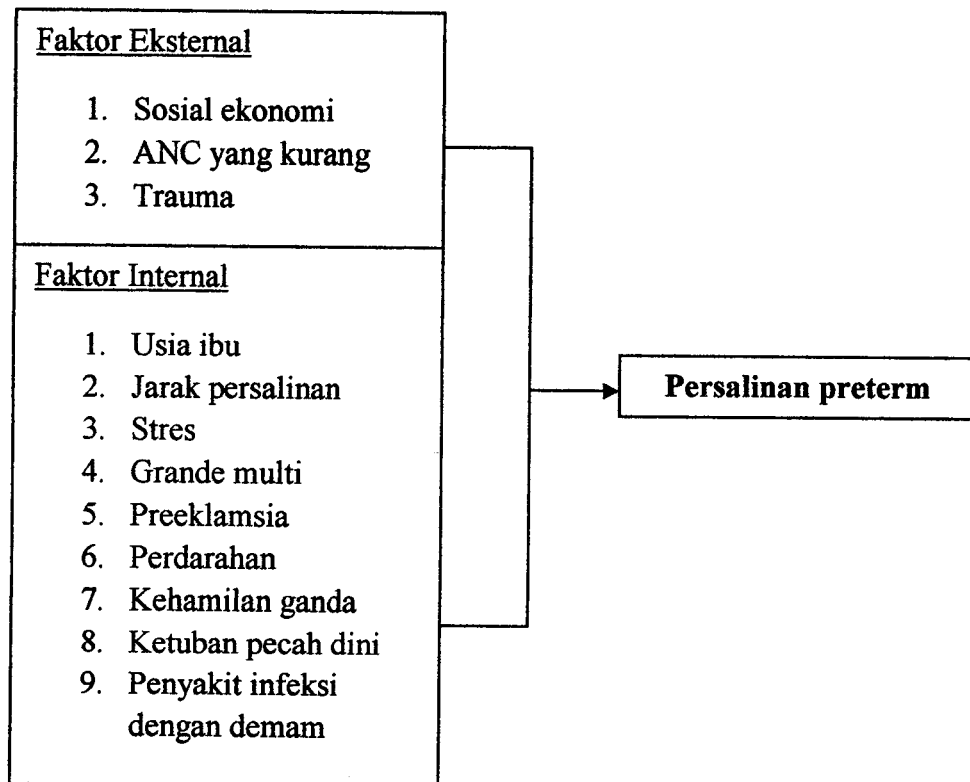 Faktor Eksternal
1. Sosial ekonomi
2. ANC yang kurang
3. Trauma
Faktor Internal
1. Usia ibu
2. Jarak persalinan
3. Stres
4. Grande multi
5. Preeklamsia
6. Perdarahan
7. Kehamilan ganda
8. Ketuban pecah dini
9. Penyakit infeksi
dengan demam
Persalinan preterm